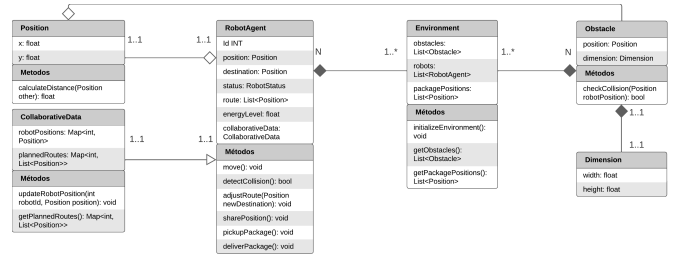 Position
x: float
y: float
Metodos
calculateDistance(Position
other): float
1..1
1..1
CollaborativeData
robotPositions: Map<int,
Position>
plannedRoutes: Map<int,
List<Position>>
Métodos
updateRobotPosition(int
robotId, Position position): void
getPlannedRoutes(): Map<int,
List<Position>>
1..1
1..1
RobotAgent
Id INT
position: Position
destination: Position
status: RobotStatus
route: List<Position>
energyLevel: float
collaborativeData:
CollaborativeData
Métodos
move(): void
detectCollision(): bool
adjustRoute(Position
newDestination): void
sharePosition(): void
pickupPackage(): void
deliverPackage(): void
N
1..*
Environment
obstacles:
List<Obstacle>
robots:
List<RobotAgent>
packagePositions:
List<Position>
Métodos
initializeEnvironment():
void
getObstacles():
List<Obstacle>
getPackagePositions():
List<Position>
1..*
N
Obstacle
position: Position
dimension: Dimension
Métodos
checkCollision(Position
robotPosition): bool
1..1
1..1
Dimension
width: float
height: float